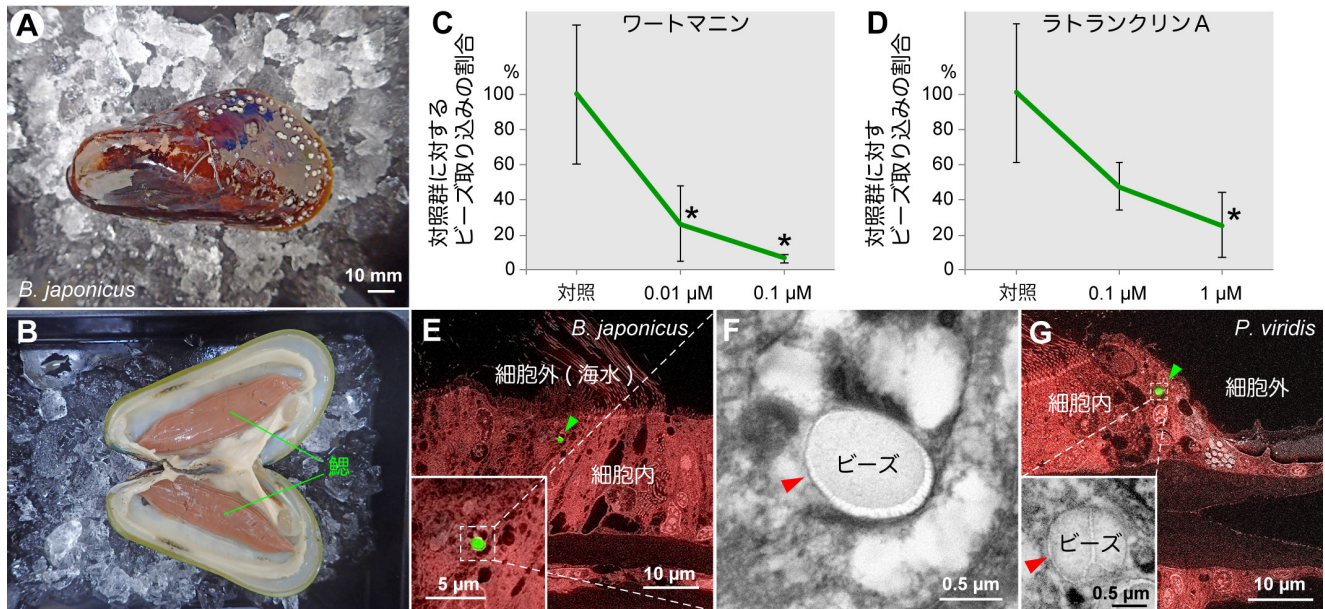 A
10 mm
B. japonicus
B
鰓
C
ワートマニン
対照群に対する
ビーズ取り込みの割合
%
100
80
60
40
20
0
*
*
対照
0.01 µM
0.1 µM
D
ラトランクリン A
対照群に対す
ビーズ取り込みの割合
%
100
80
60
40
20
0
*
対照
0.1 µM
1 µM
E
B. japonicus
細胞外 ( 海水 )
細胞内
5 µm
10 µm
F
ビーズ
0.5 µm
G
P. viridis
細胞内
細胞外
ビーズ
0.5 µm
10 µm